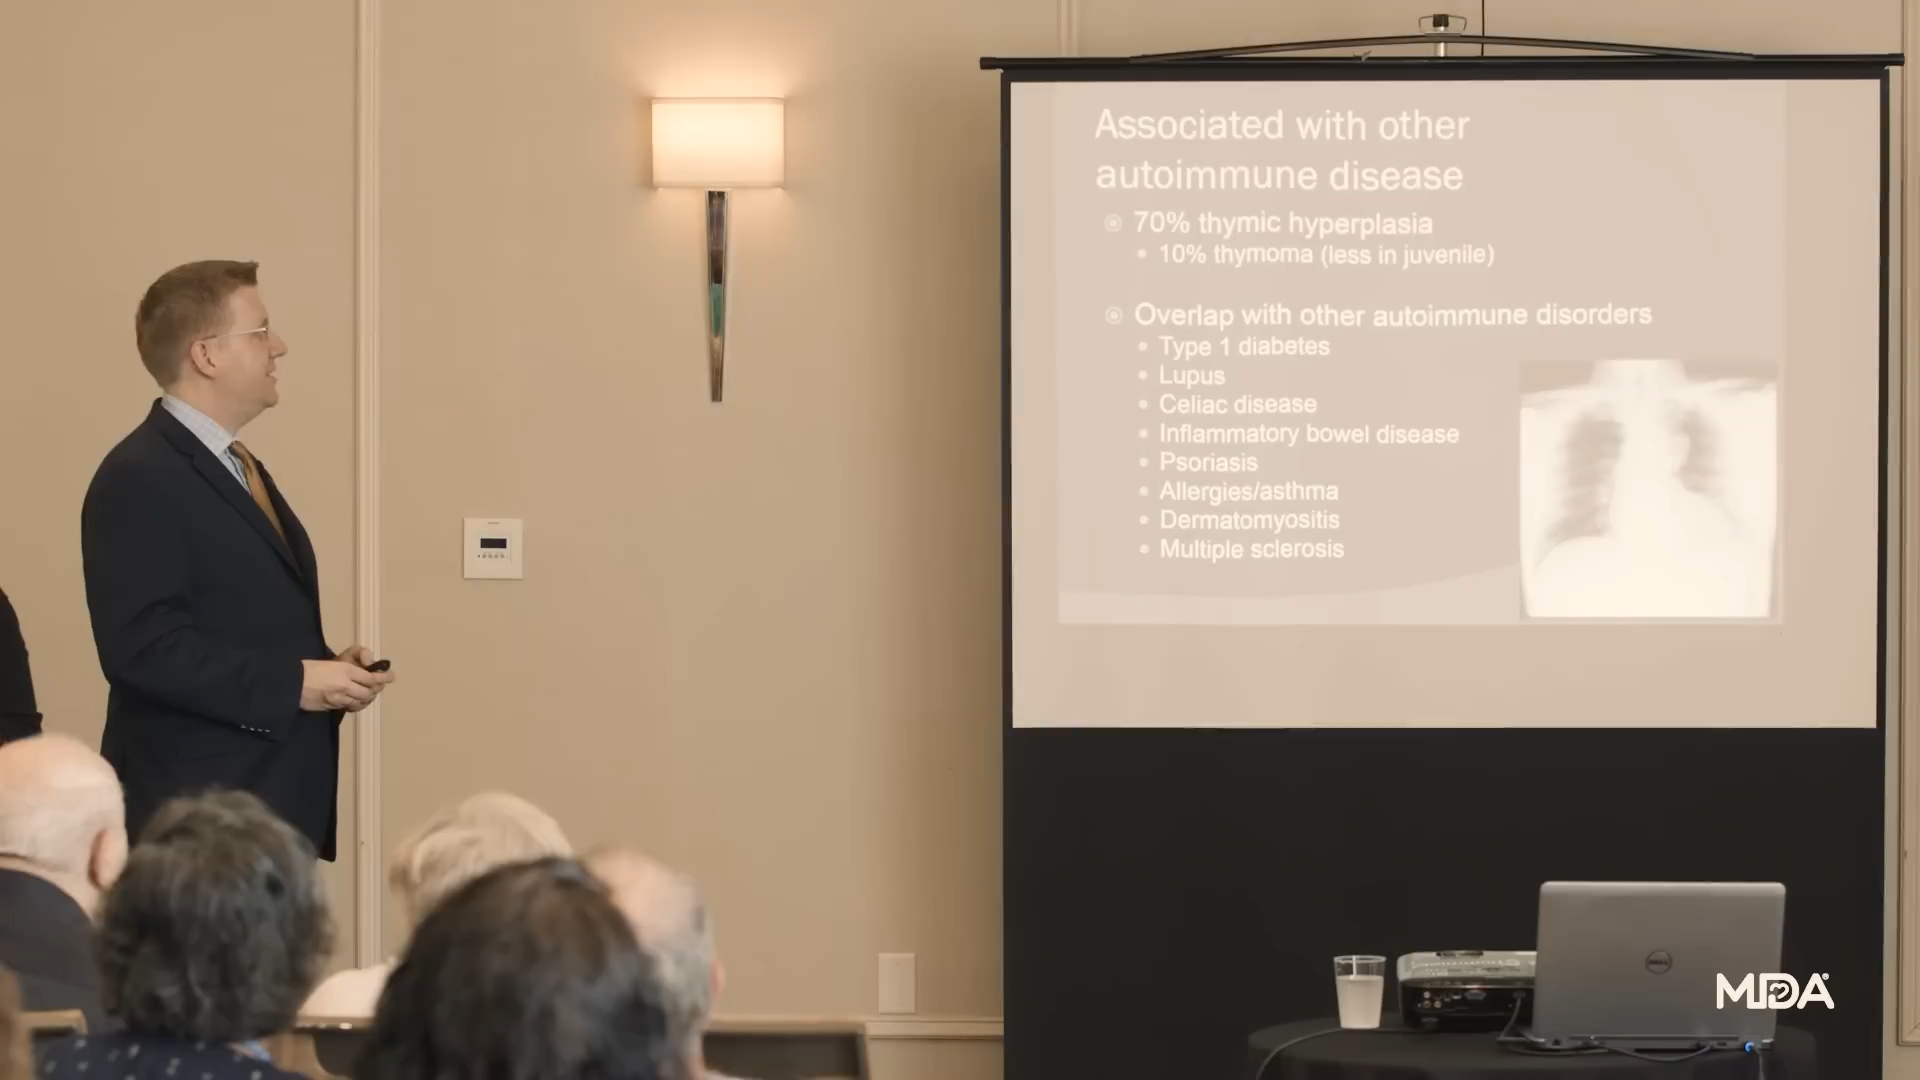 Associated with other
autoimmune disease
70% thymic hyperplasia
10% thymoma (less in juvenile)
Overlap with other autoimmune disorders
Type 1 diabetes
Lupus
Celiac disease
Inflammatory bowel disease
Psoriasis
Allergies/asthma
Dermatomyositis
Multiple sclerosis
DELL
MDA